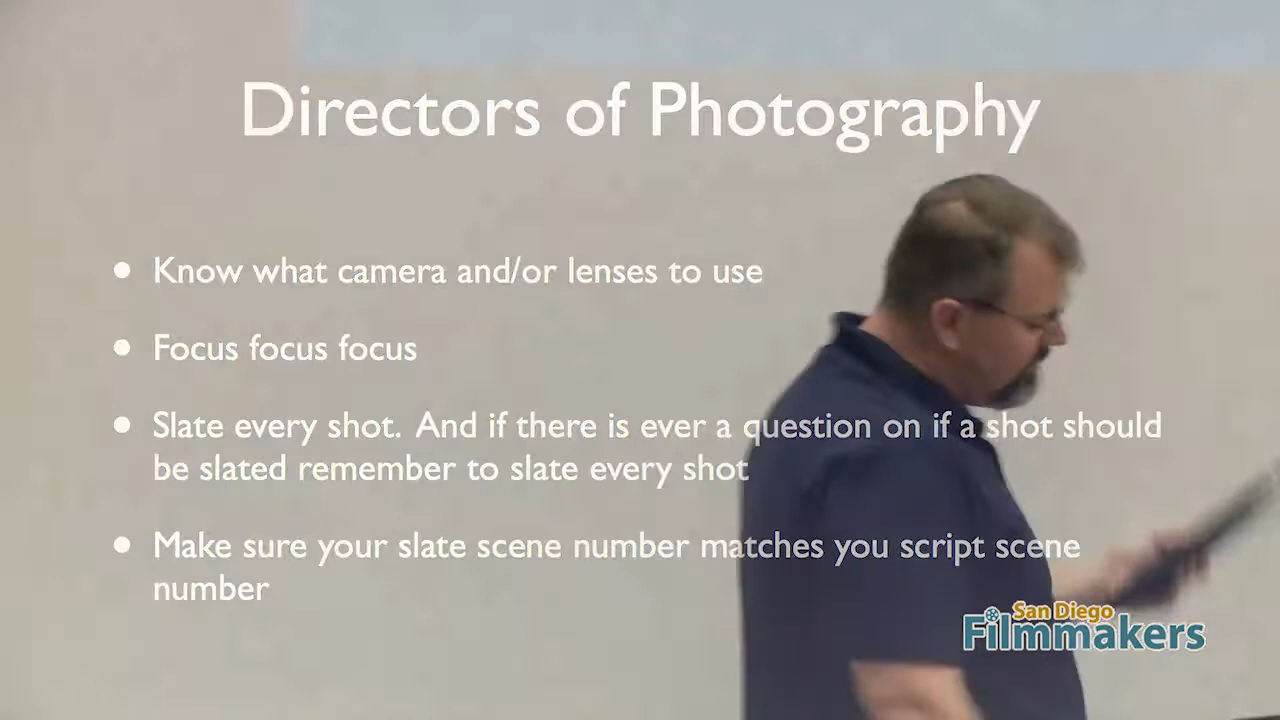 Directors of Photography
• Know what camera and/or lenses to use
• Focus focus focus
• Slate every shot. And if there is ever a question on if a shot should
be slated remember to slate every shot
• Make sure your slate scene number matches you script scene
number
San Diego
Filmmakers